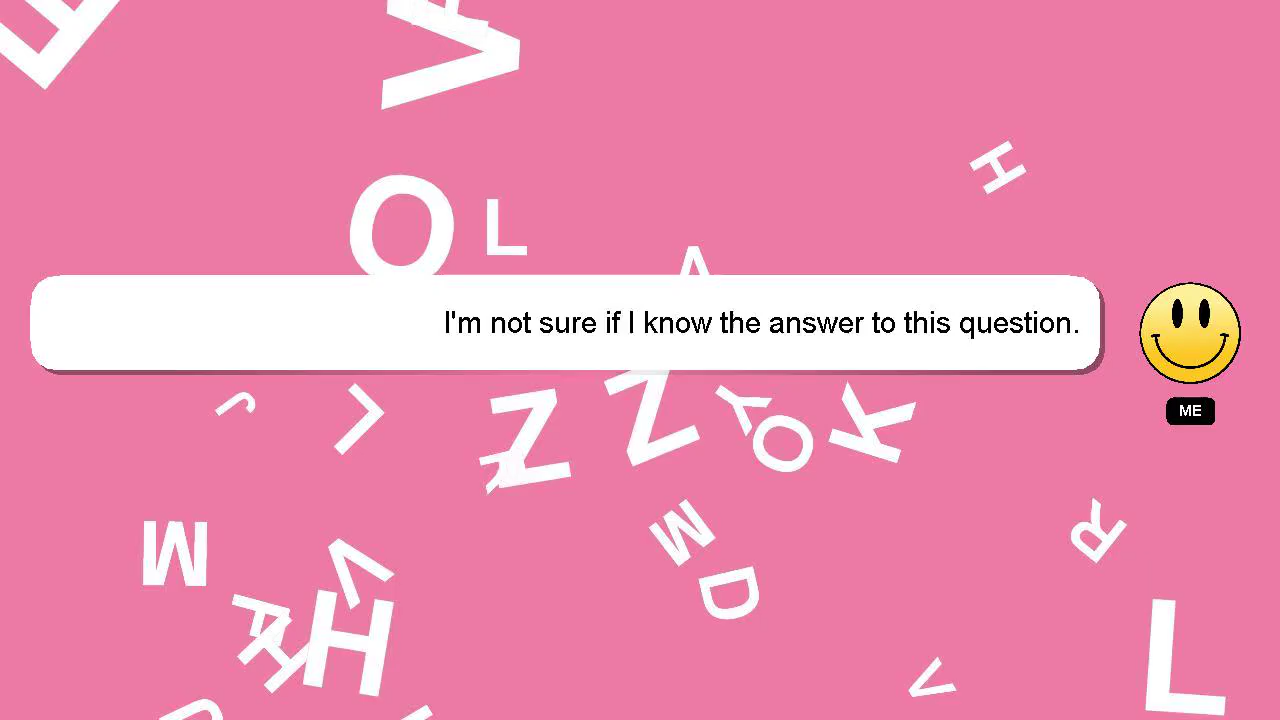 E
V
H
O
L
A
I'm not sure if I know the answer to this question.
ME
J
L
Z
Z
Y
O
K
M
M
R
V
D
H
L
V